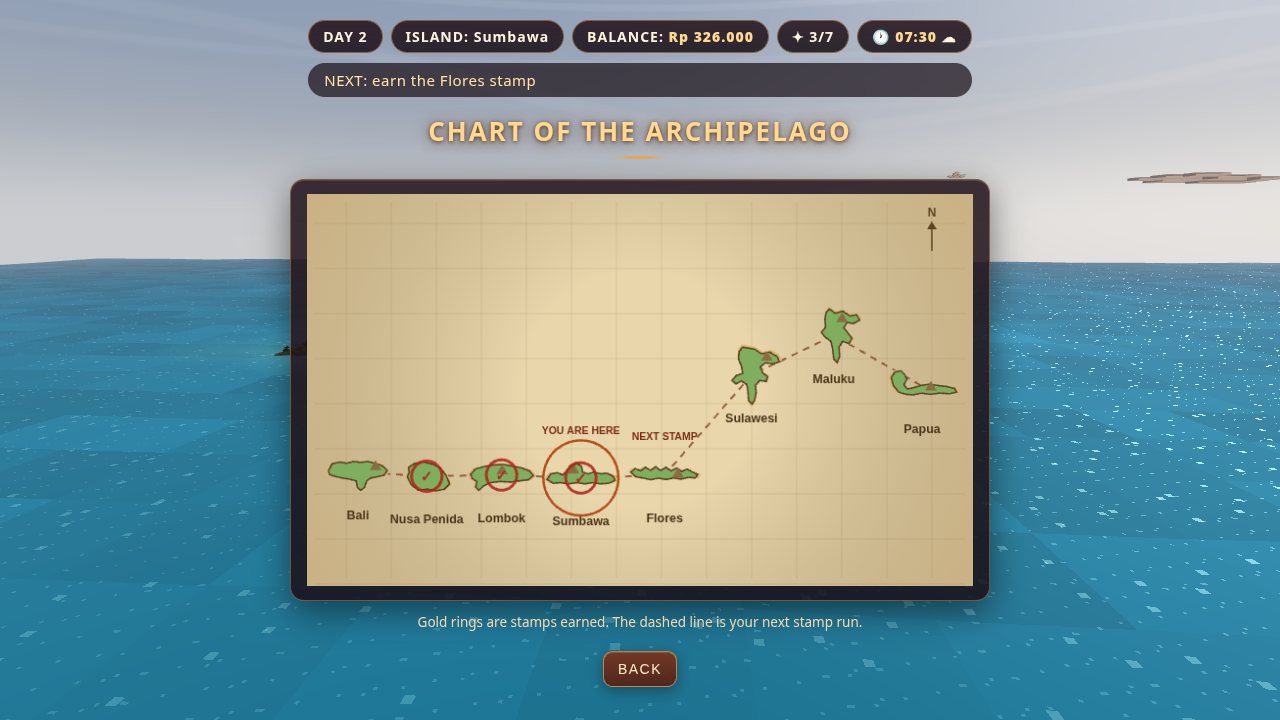 DAY 2
ISLAND: Sumbawa
BALANCE: Rp 326.000
✦ 3/7
07:30
NEXT: earn the Flores stamp
CHART OF THE ARCHIPELAGO
N
Maluku
Sulawesi
Papua
YOU ARE HERE
NEXT STAMP
Bali
Nusa Penida
Lombok
Sumbawa
Flores
Gold rings are stamps earned. The dashed line is your next stamp run.
BACK